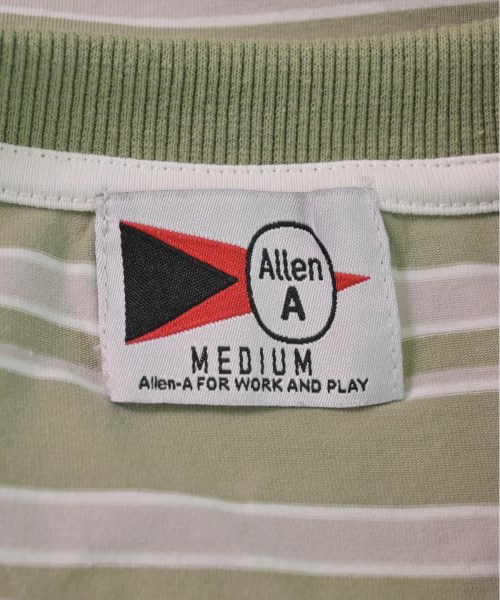 Allen
A
MEDIUM
Allen-A FOR WORK AND PLAY